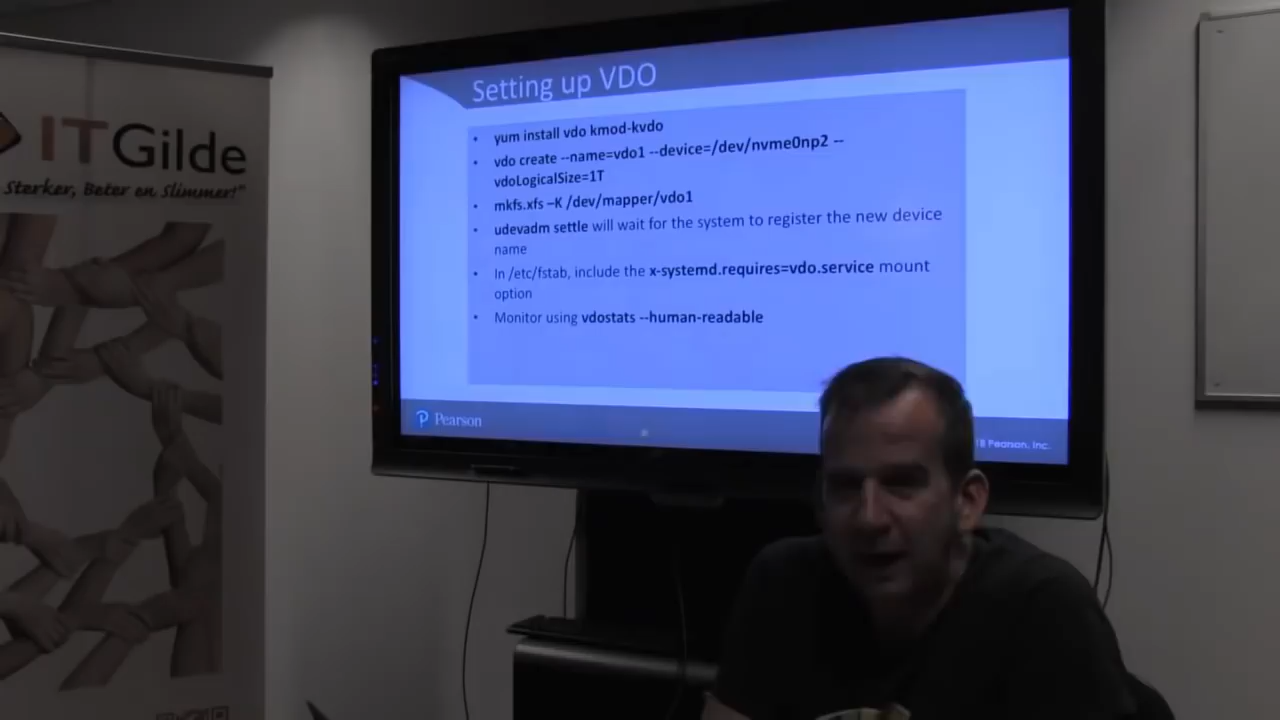 ITGilde
Sterker, Beter en Slimmer!"
Setting up VDO
• yum install vdo kmod-kvdo
• vdo create --name=vdo1 --device=/dev/nvme0np2 --
vdoLogicalSize=1T
• mkfs.xfs –K /dev/mapper/vdo1
• udevadm settle will wait for the system to register the new device
name
• In /etc/fstab, include the x-systemd.requires=vdo.service mount
option
• Monitor using vdostats --human-readable
Pearson
18 Pearson, Inc.